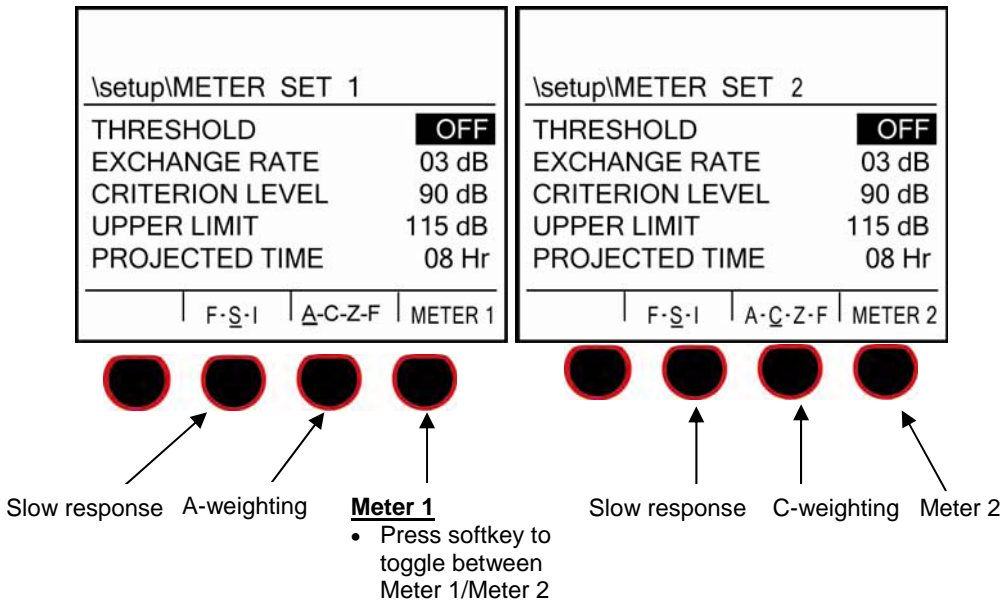 \setup\METER SET 1
THRESHOLD OFF
EXCHANGE RATE 03 dB
CRITERION LEVEL 90 dB
UPPER LIMIT 115 dB
PROJECTED TIME 08 Hr
F-S-I A-C-Z-F METER 1
\setup\METER SET 2
THRESHOLD OFF
EXCHANGE RATE 03 dB
CRITERION LEVEL 90 dB
UPPER LIMIT 115 dB
PROJECTED TIME 08 Hr
F-S-I A-C-Z-F METER 2
Slow response
A-weighting
Meter 1
• Press softkey to
toggle between
Meter 1/Meter 2
Slow response
C-weighting
Meter 2